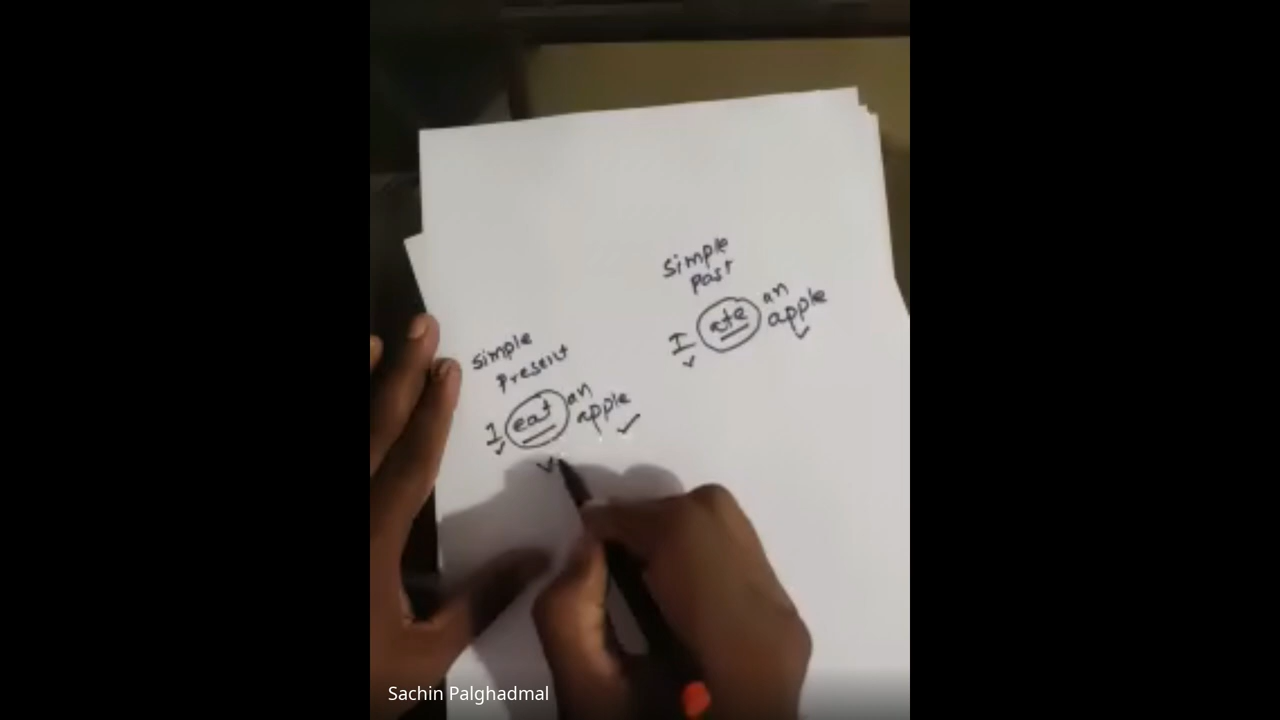 simple
past
I ate an
apple
simple
present
I eat an
apple
Sachin Palghadmal